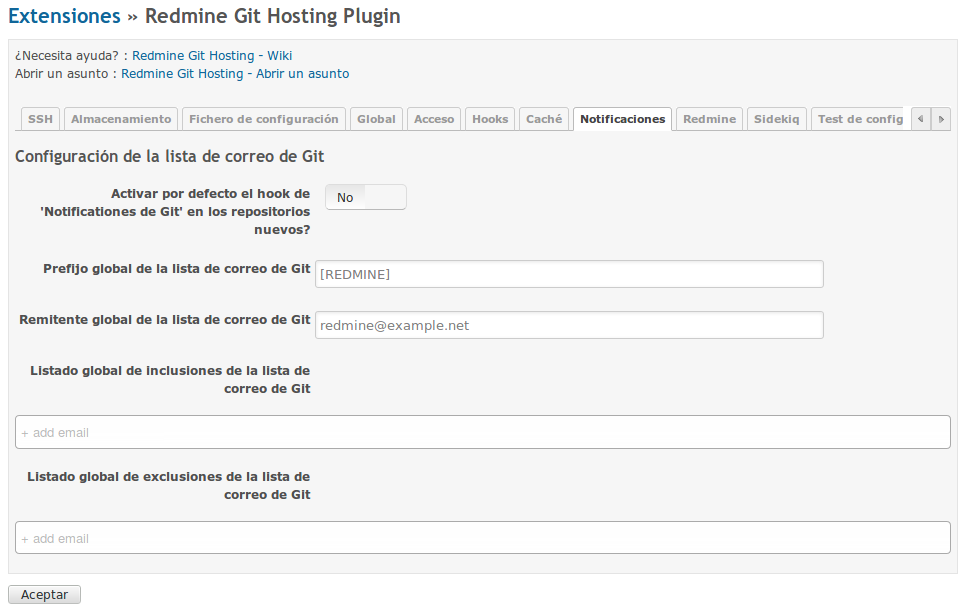 Extensiones » Redmine Git Hosting Plugin
¿Necesita ayuda? : Redmine Git Hosting - Wiki
Abrir un asunto : Redmine Git Hosting - Abrir un asunto
SSH Almacenamiento Fichero de configuración Global Acceso Hooks Caché Notificaciones Redmine Sidekiq Test de config
Configuración de la lista de correo de Git
Activar por defecto el hook de
'Notificationes de Git' en los repositorios
nuevos?
No
Prefijo global de la lista de correo de Git
[REDMINE]
Remitente global de la lista de correo de Git
redmine@example.net
Listado global de inclusiones de la lista de
correo de Git
+ add email
Listado global de exclusiones de la lista de
correo de Git
+ add email
Aceptar